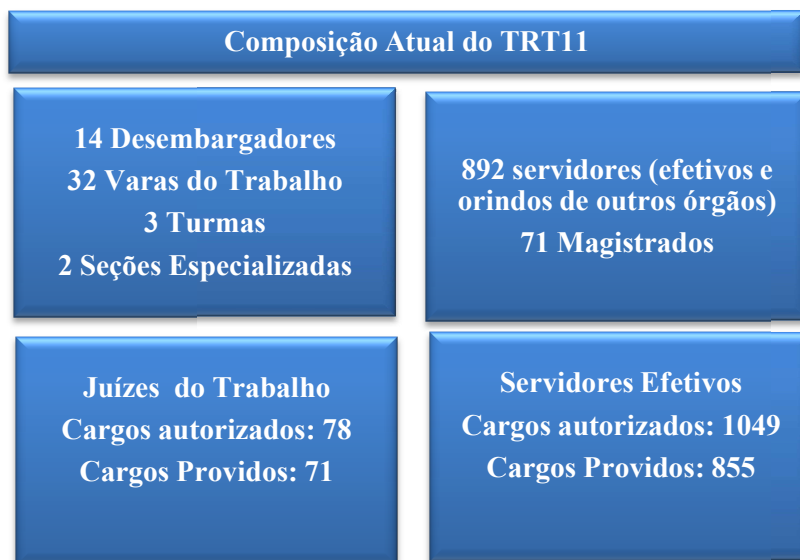 Composição Atual do TRT11
14 Desembargadores
32 Varas do Trabalho
3 Turmas
2 Seções Especializadas
892 servidores (efetivos e
orindos de outros órgãos)
71 Magistrados
Juízes do Trabalho
Cargos autorizados: 78
Cargos Providos: 71
Servidores Efetivos
Cargos autorizados: 1049
Cargos Providos: 855